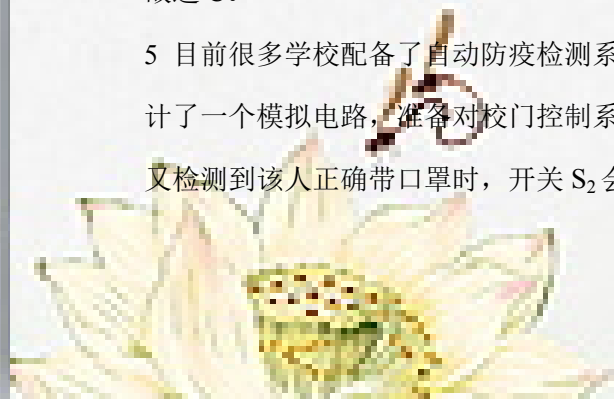 5 目前很多学校配备了自动防疫检测系
计了一个模拟电路，准备对校门控制系
又检测到该人正确带口罩时，开关 S₂会